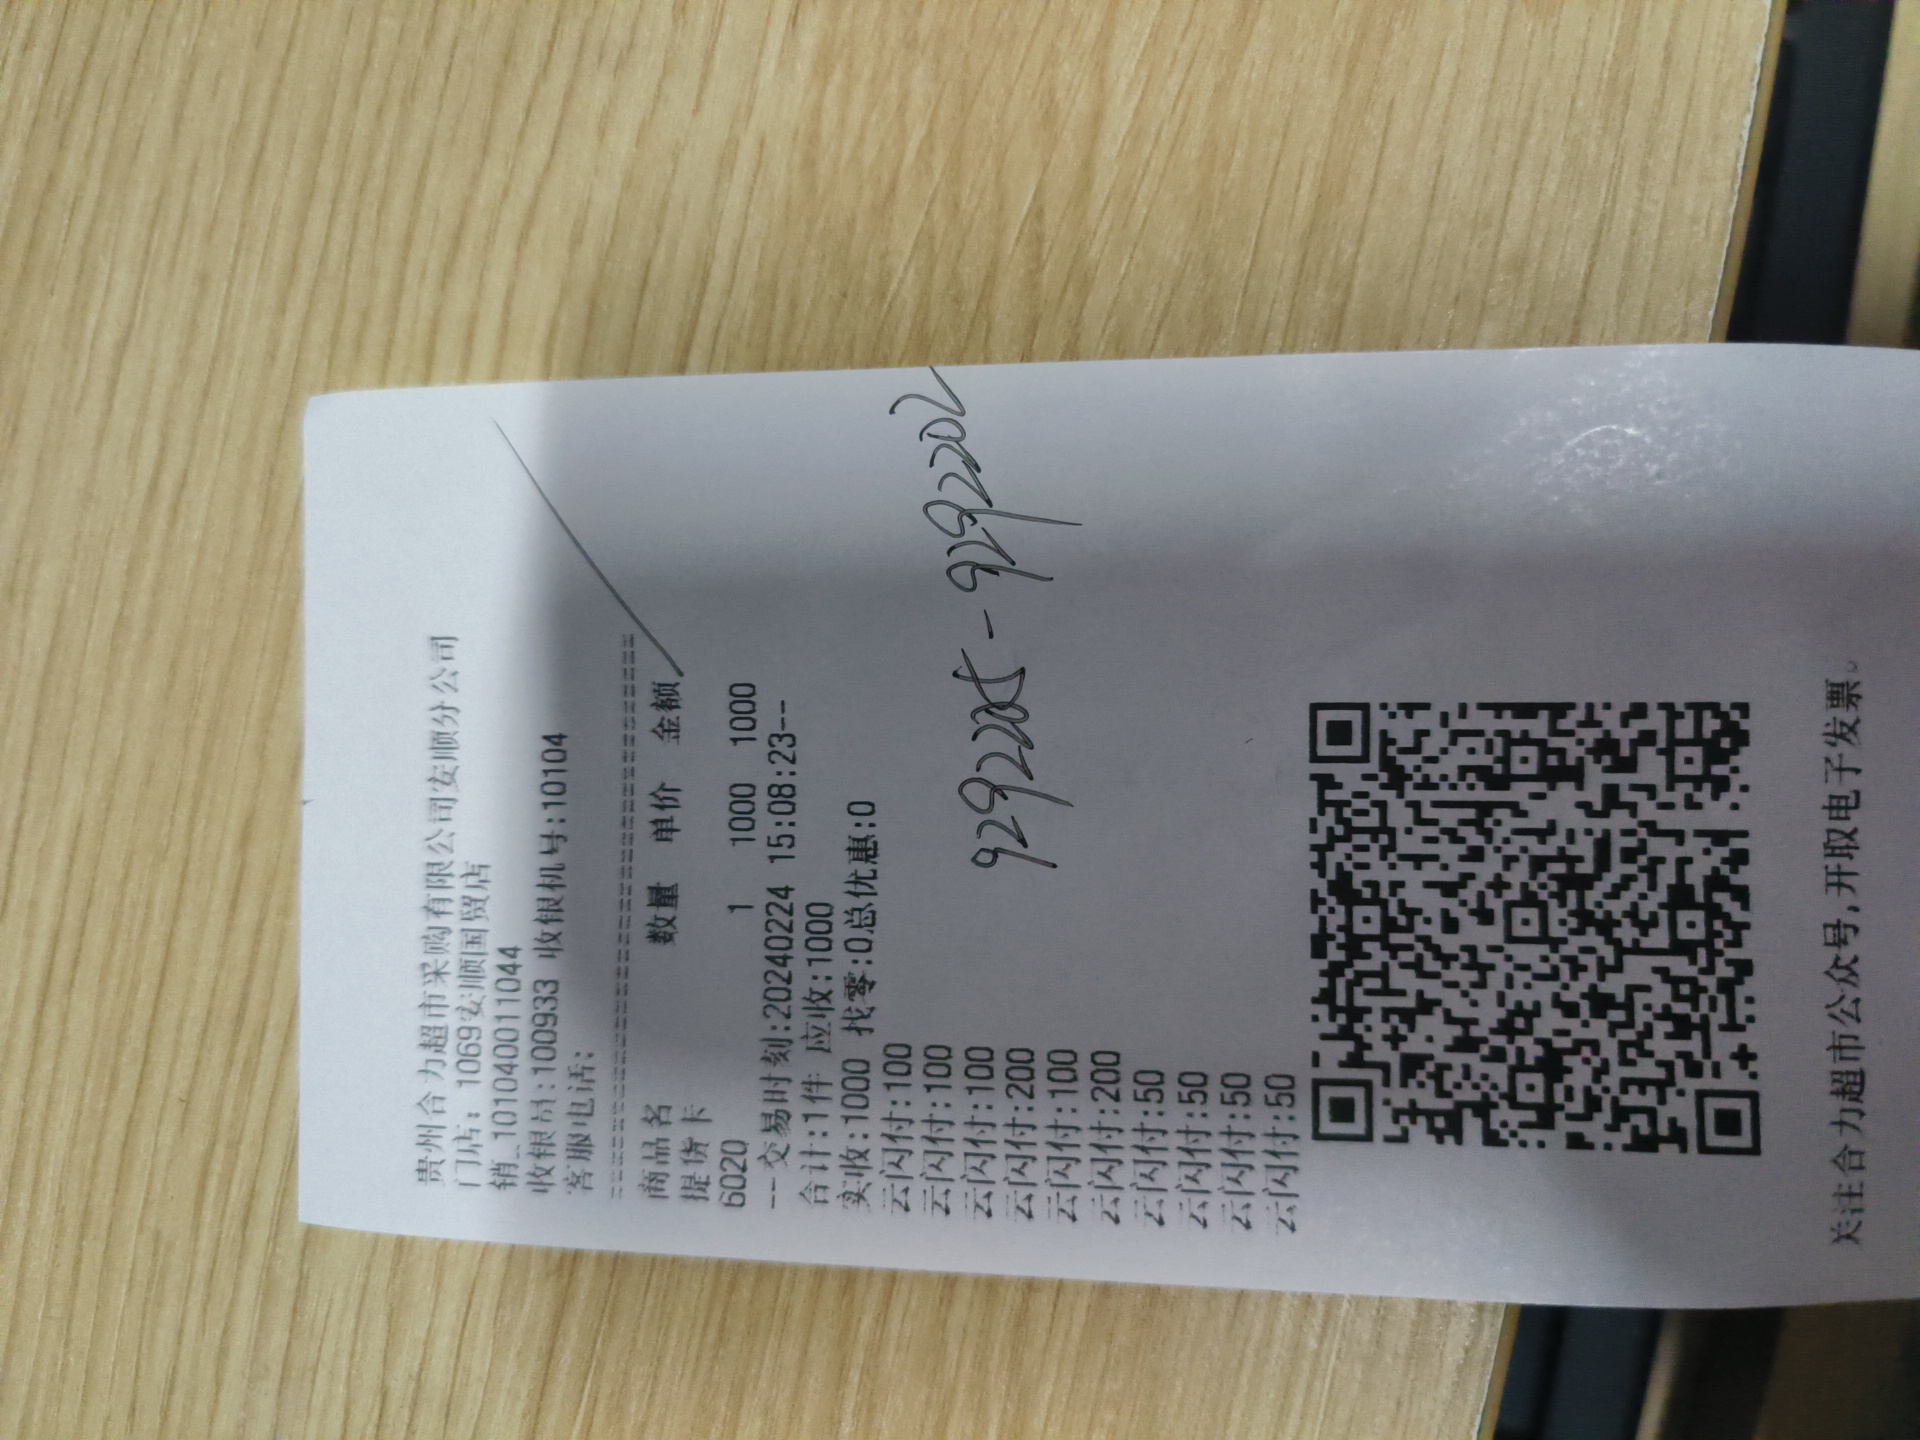 贵州合力超市采购有限公司安顺分公司
门店: 1069安顺国贸店
销_101040011044
收银员:100933 收银机号:10104
客服电话:
商品名 数量 单价 金额
提货卡
6020 1 1000 1000
--交易时刻:20240224 15:08:23--
合计:1件 应收:1000
实收:1000 找零:0总优惠:0
云闪付:100
云闪付:100
云闪付:100
云闪付:200
云闪付:100
云闪付:200
云闪付:50
云闪付:50
云闪付:50
云闪付:50
关注合力超市公众号,开取电子发票。